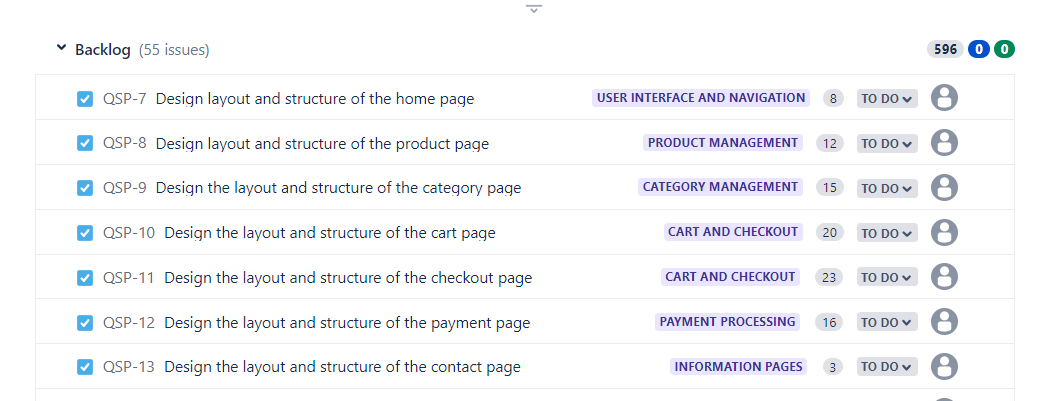 Backlog (55 issues) 596 0 0
QSP-7 Design layout and structure of the home page USER INTERFACE AND NAVIGATION 8 TO DO
QSP-8 Design layout and structure of the product page PRODUCT MANAGEMENT 12 TO DO
QSP-9 Design the layout and structure of the category page CATEGORY MANAGEMENT 15 TO DO
QSP-10 Design the layout and structure of the cart page CART AND CHECKOUT 20 TO DO
QSP-11 Design the layout and structure of the checkout page CART AND CHECKOUT 23 TO DO
QSP-12 Design the layout and structure of the payment page PAYMENT PROCESSING 16 TO DO
QSP-13 Design the layout and structure of the contact page INFORMATION PAGES 3 TO DO